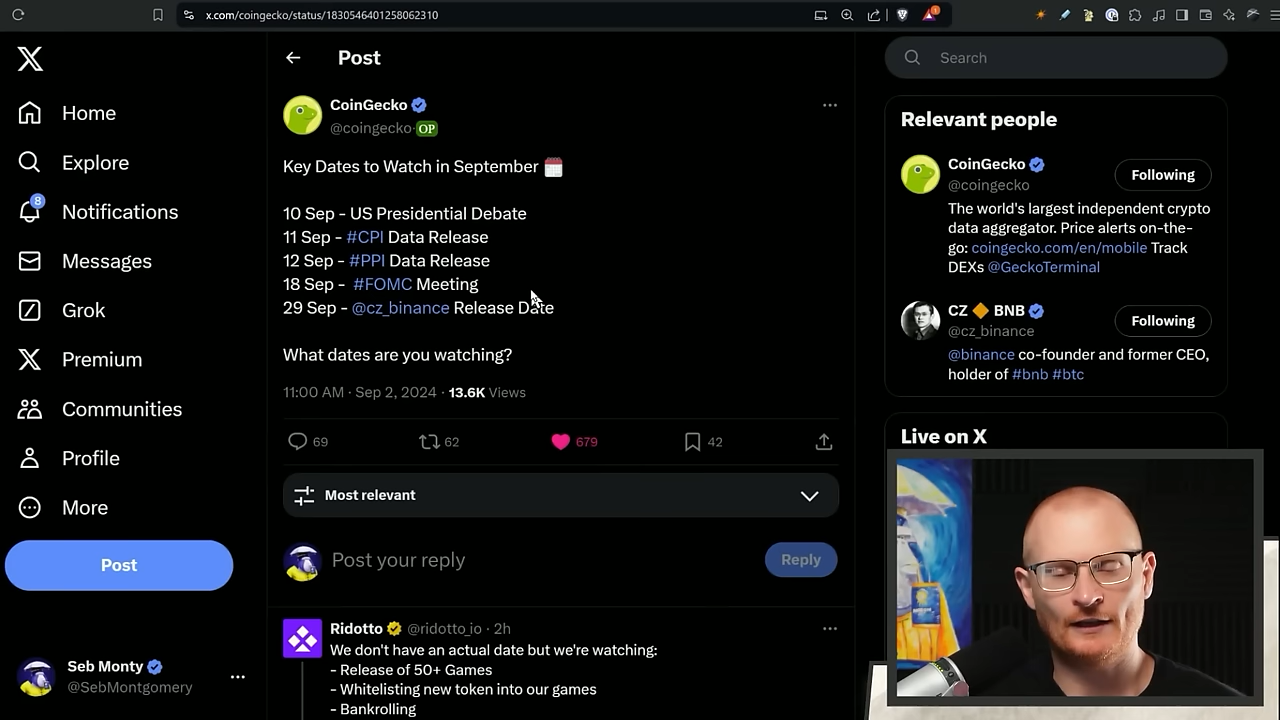 x.com/coingecko/status/1830546401258062310
Home
Explore
8
Notifications
Messages
Grok
Premium
Communities
Profile
More
Post
Seb Monty
@SebMontgomery
Post
CoinGecko
@coingecko OP
Key Dates to Watch in September
10 Sep - US Presidential Debate
11 Sep - #CPI Data Release
12 Sep - #PPI Data Release
18 Sep - #FOMC Meeting
29 Sep - @cz_binance Release Date
What dates are you watching?
11:00 AM · Sep 2, 2024 · 13.6K Views
69 62 679 42
Most relevant
Post your reply
Reply
Ridotto @ridotto_io · 2h
We don't have an actual date but we're watching:
- Release of 50+ Games
- Whitelisting new token into our games
- Bankrolling
Search
Relevant people
CoinGecko
@coingecko
Following
The world's largest independent crypto
data aggregator. Price alerts on-the-
go: coingecko.com/en/mobile Track
DEXs @GeckoTerminal
CZ 🔶 BNB
@cz_binance
Following
@binance co-founder and former CEO,
holder of #bnb #btc
Live on X